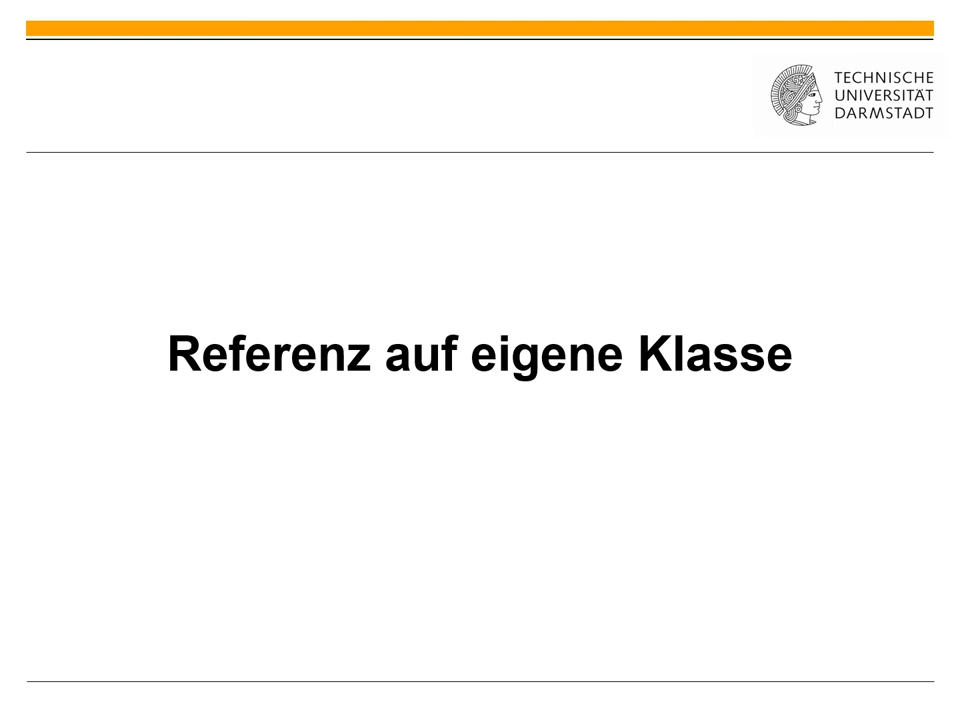 TECHNISCHE
UNIVERSITÄT
DARMSTADT
Referenz auf eigene Klasse